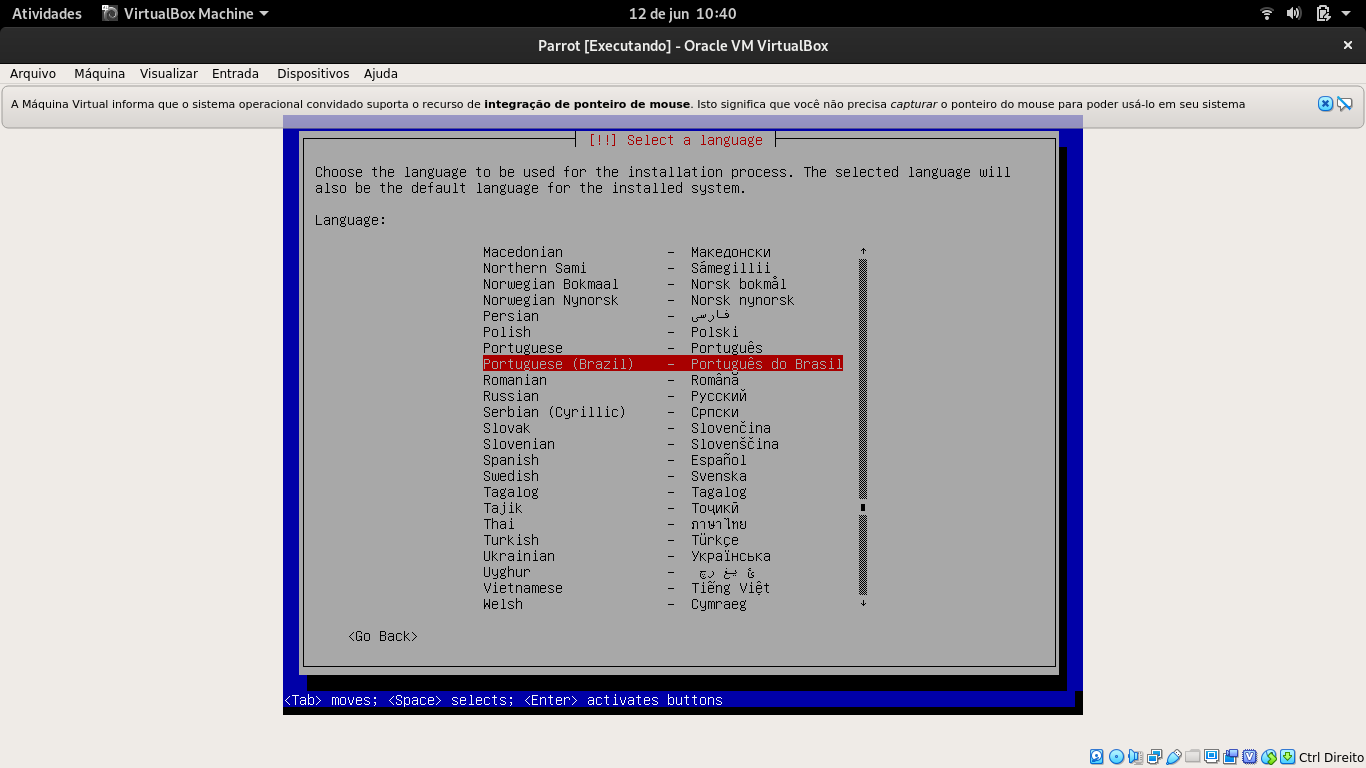 Atividades VirtualBox Machine 12 de jun 10:40
Parrot [Executando] - Oracle VM VirtualBox
Arquivo Máquina Visualizar Entrada Dispositivos Ajuda
A Máquina Virtual informa que o sistema operacional convidado suporta o recurso de integração de ponteiro de mouse. Isto significa que você não precisa capturar o ponteiro do mouse para poder usá-lo em seu sistema
[!!] Select a language
Choose the language to be used for the installation process. The selected language will
also be the default language for the installed system.
Language:
Macedonian - Македонски
Northern Sami - Sámegillii
Norwegian Bokmaal - Norsk bokmål
Norwegian Nynorsk - Norsk nynorsk
Persian - فارسی
Polish - Polski
Portuguese - Português
Portuguese (Brazil) - Português do Brasil
Romanian - Română
Russian - Русский
Serbian (Cyrillic) - Српски
Slovak - Slovenčina
Slovenian - Slovenščina
Spanish - Español
Swedish - Svenska
Tagalog - Tagalog
Tajik - Тоҷикӣ
Thai - ภาษาไทย
Turkish - Türkçe
Ukrainian - Українська
Uyghur -
Vietnamese - Tiếng Việt
Welsh - Cymraeg
<Go Back>
<Tab> moves; <Space> selects; <Enter> activates buttons
Ctrl Direito